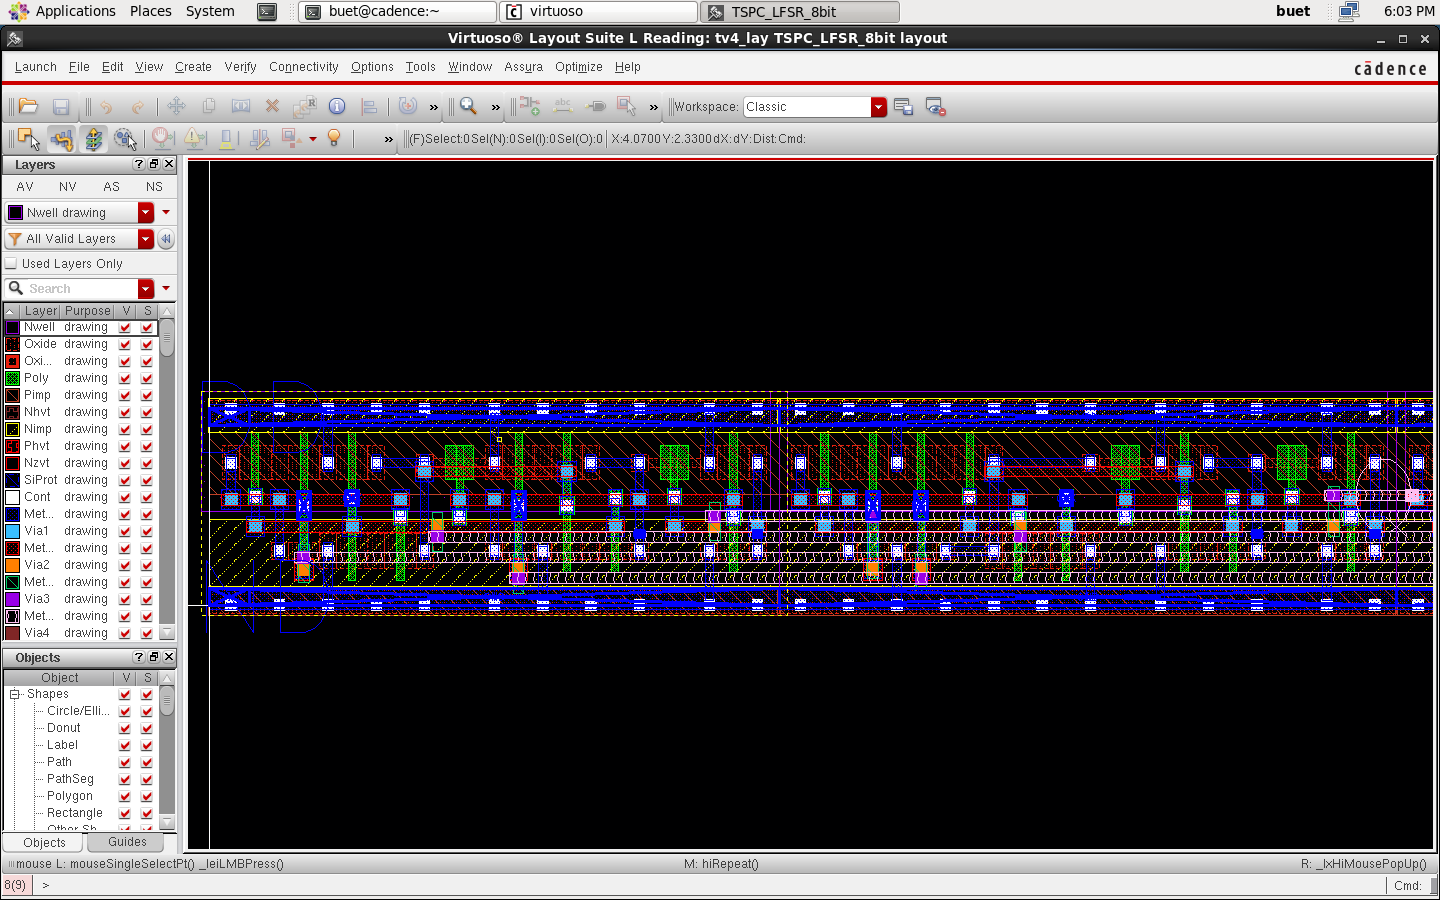 Applications Places System buet@cadence:~ virtuoso TSPC_LFSR_8bit buet 6:03 PM
Virtuoso® Layout Suite L Reading: tv4_lay TSPC_LFSR_8bit layout
Launch File Edit View Create Verify Connectivity Options Tools Window Assura Optimize Help cādence
» » » Workspace: Classic
» (F)Select:0 Sel(N):0 Sel(I):0 Sel(O):0 X:4.0700 Y:2.3300 dX: dY: Dist: Cmd:
Layers
AV NV AS NS
Nwell drawing
All Valid Layers
Used Layers Only
Search
Layer Purpose V S
Nwell drawing
Oxide drawing
Oxi... drawing
Poly drawing
Pimp drawing
Nhvt drawing
Nimp drawing
Phvt drawing
Nzvt drawing
SiProt drawing
Cont drawing
Met... drawing
Via1 drawing
Met... drawing
Via2 drawing
Met... drawing
Via3 drawing
Met... drawing
Via4 drawing
Objects
Object V S
Shapes
Circle/Elli...
Donut
Label
Path
PathSeg
Polygon
Rectangle
Objects Guides
mouse L: mouseSingleSelectPt() _leiLMBPress() M: hiRepeat() R: _lxHiMousePopUp()
8(9) > Cmd: